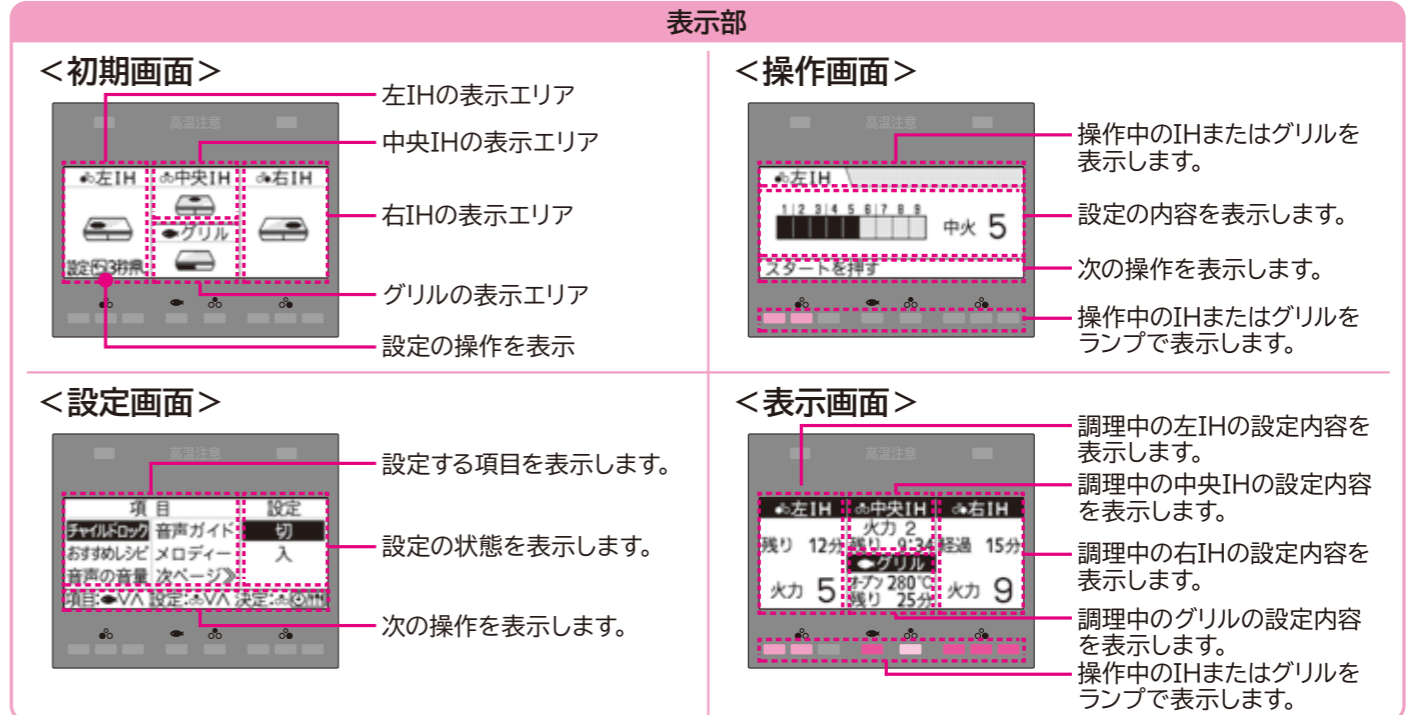 表示部
<初期画面>
高温注意
左IH
中央IH
右IH
グリル
左IHの表示エリア
中央IHの表示エリア
右IHの表示エリア
グリルの表示エリア
設定の操作を表示
<操作画面>
高温注意
左IH
1 2 3 4 5 6 7 8 9
中火 5
スタートを押す
操作中のIHまたはグリルを
表示します。
設定の内容を表示します。
次の操作を表示します。
操作中のIHまたはグリルを
ランプで表示します。
<設定画面>
高温注意
項目 設定
チャイルドロック 音声ガイド 切
おすすめレシピ メロディー 入
音声の音量 次ページ》
項目: 設定: 決定:
設定する項目を表示します。
設定の状態を表示します。
次の操作を表示します。
<表示画面>
高温注意
左IH 中央IH 右IH
火力 2
残り 12分 残り 9:34 経過 15分
グリル
火力 5 オーブン 280℃ 火力 9
残り 25分
調理中の左IHの設定内容を
表示します。
調理中の中央IHの設定内容
を表示します。
調理中の右IHの設定内容を
表示します。
調理中のグリルの設定内容
を表示します。
操作中のIHまたはグリルを
ランプで表示します。